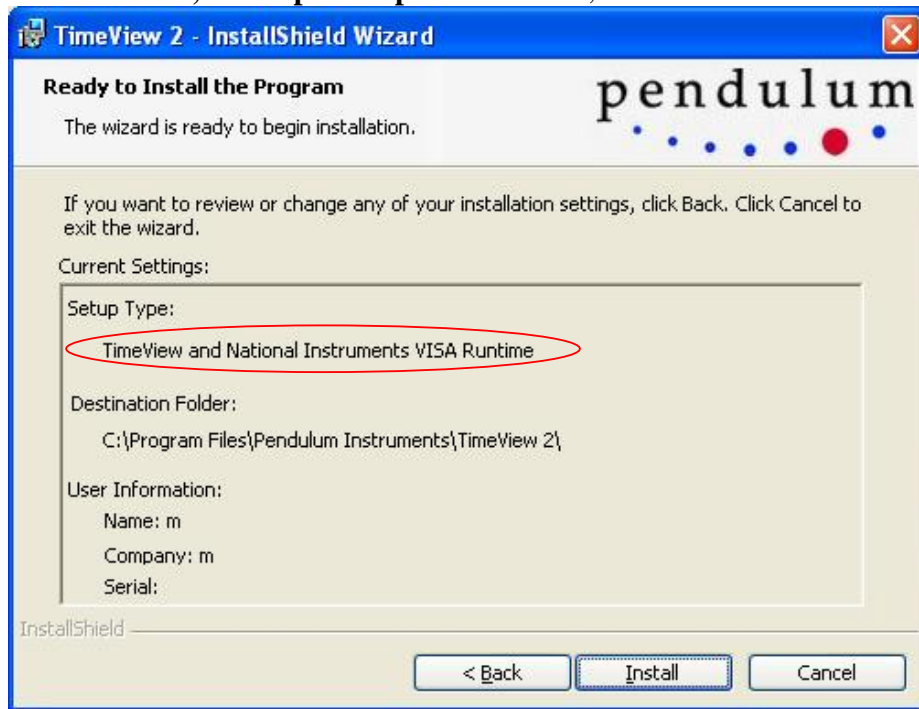 TimeView 2 - InstallShield Wizard
Ready to Install the Program
The wizard is ready to begin installation.
pendulum
If you want to review or change any of your installation settings, click Back. Click Cancel to
exit the wizard.
Current Settings:
Setup Type:
TimeView and National Instruments VISA Runtime
Destination Folder:
C:\Program Files\Pendulum Instruments\TimeView 2\
User Information:
Name: m
Company: m
Serial:
InstallShield
< Back
Install
Cancel